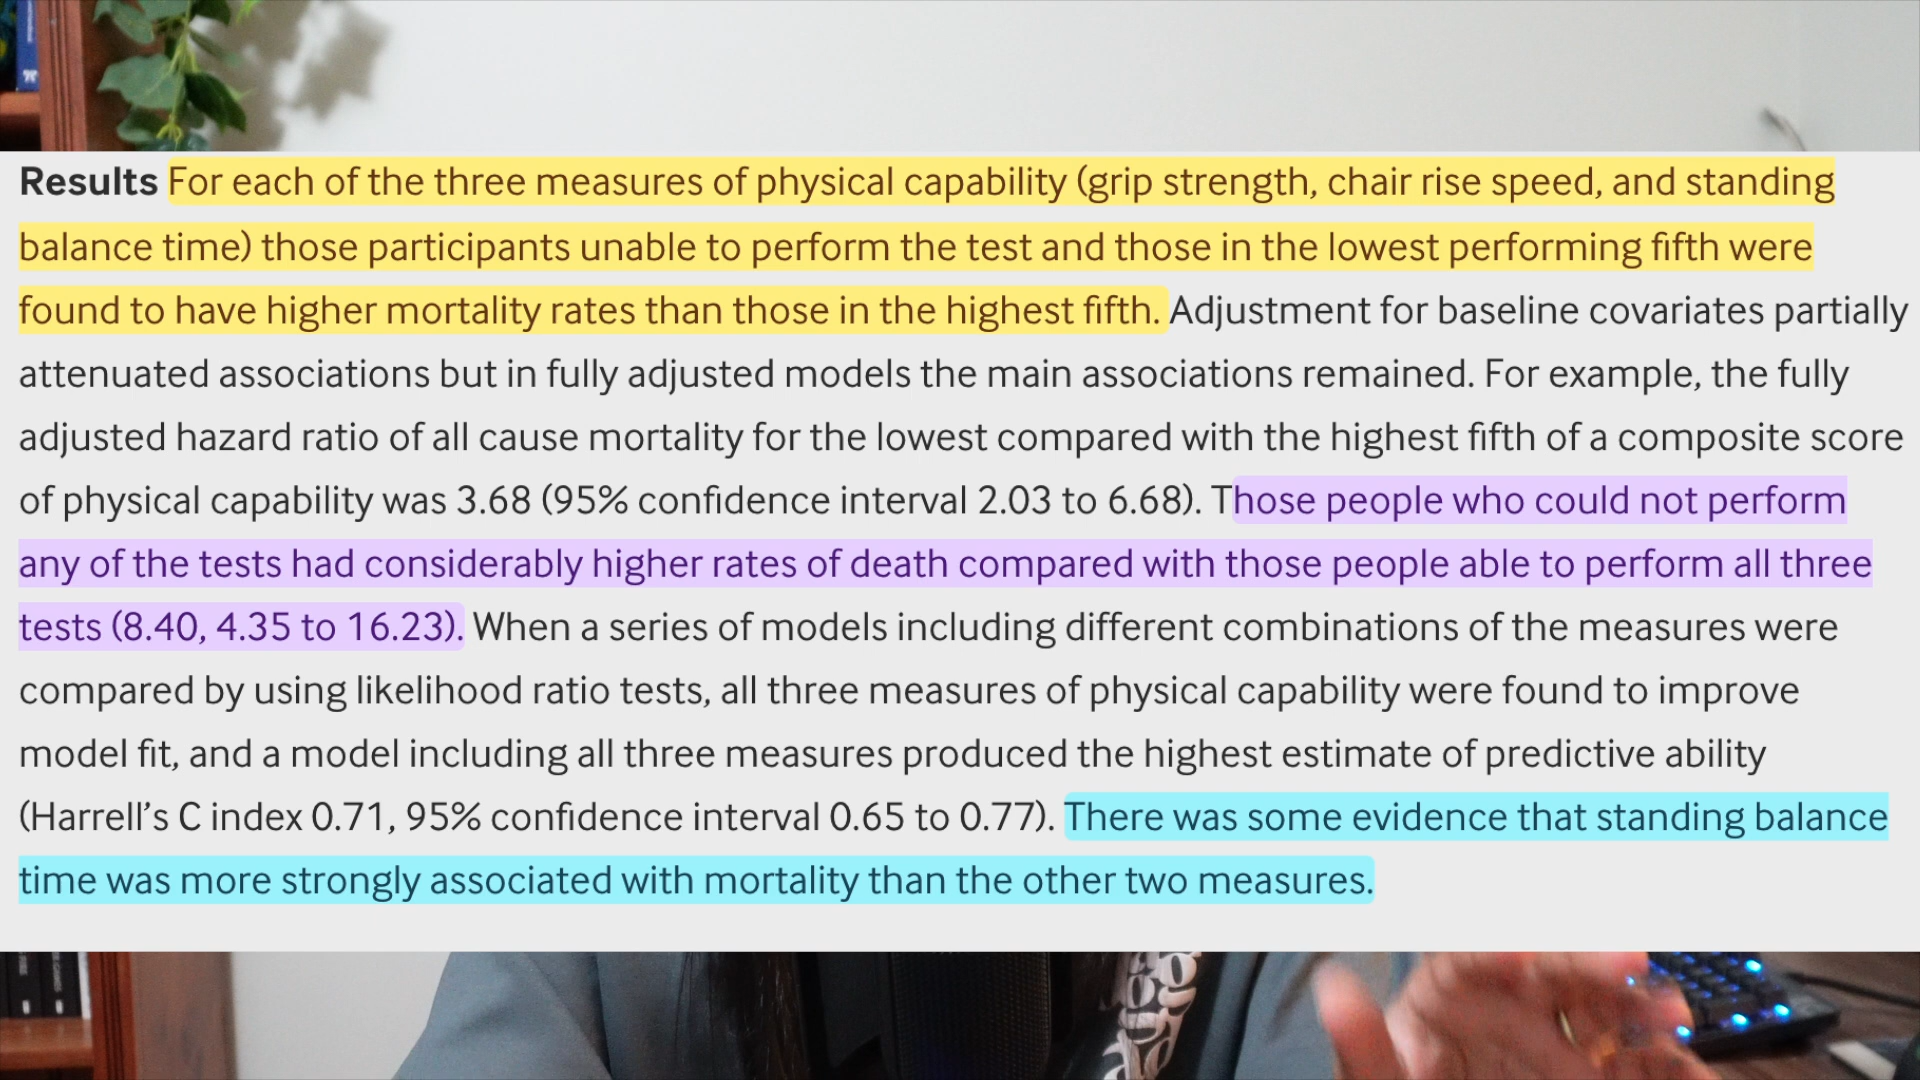 Results For each of the three measures of physical capability (grip strength, chair rise speed, and standing
balance time) those participants unable to perform the test and those in the lowest performing fifth were
found to have higher mortality rates than those in the highest fifth. Adjustment for baseline covariates partially
attenuated associations but in fully adjusted models the main associations remained. For example, the fully
adjusted hazard ratio of all cause mortality for the lowest compared with the highest fifth of a composite score
of physical capability was 3.68 (95% confidence interval 2.03 to 6.68). Those people who could not perform
any of the tests had considerably higher rates of death compared with those people able to perform all three
tests (8.40, 4.35 to 16.23). When a series of models including different combinations of the measures were
compared by using likelihood ratio tests, all three measures of physical capability were found to improve
model fit, and a model including all three measures produced the highest estimate of predictive ability
(Harrell’s C index 0.71, 95% confidence interval 0.65 to 0.77). There was some evidence that standing balance
time was more strongly associated with mortality than the other two measures.